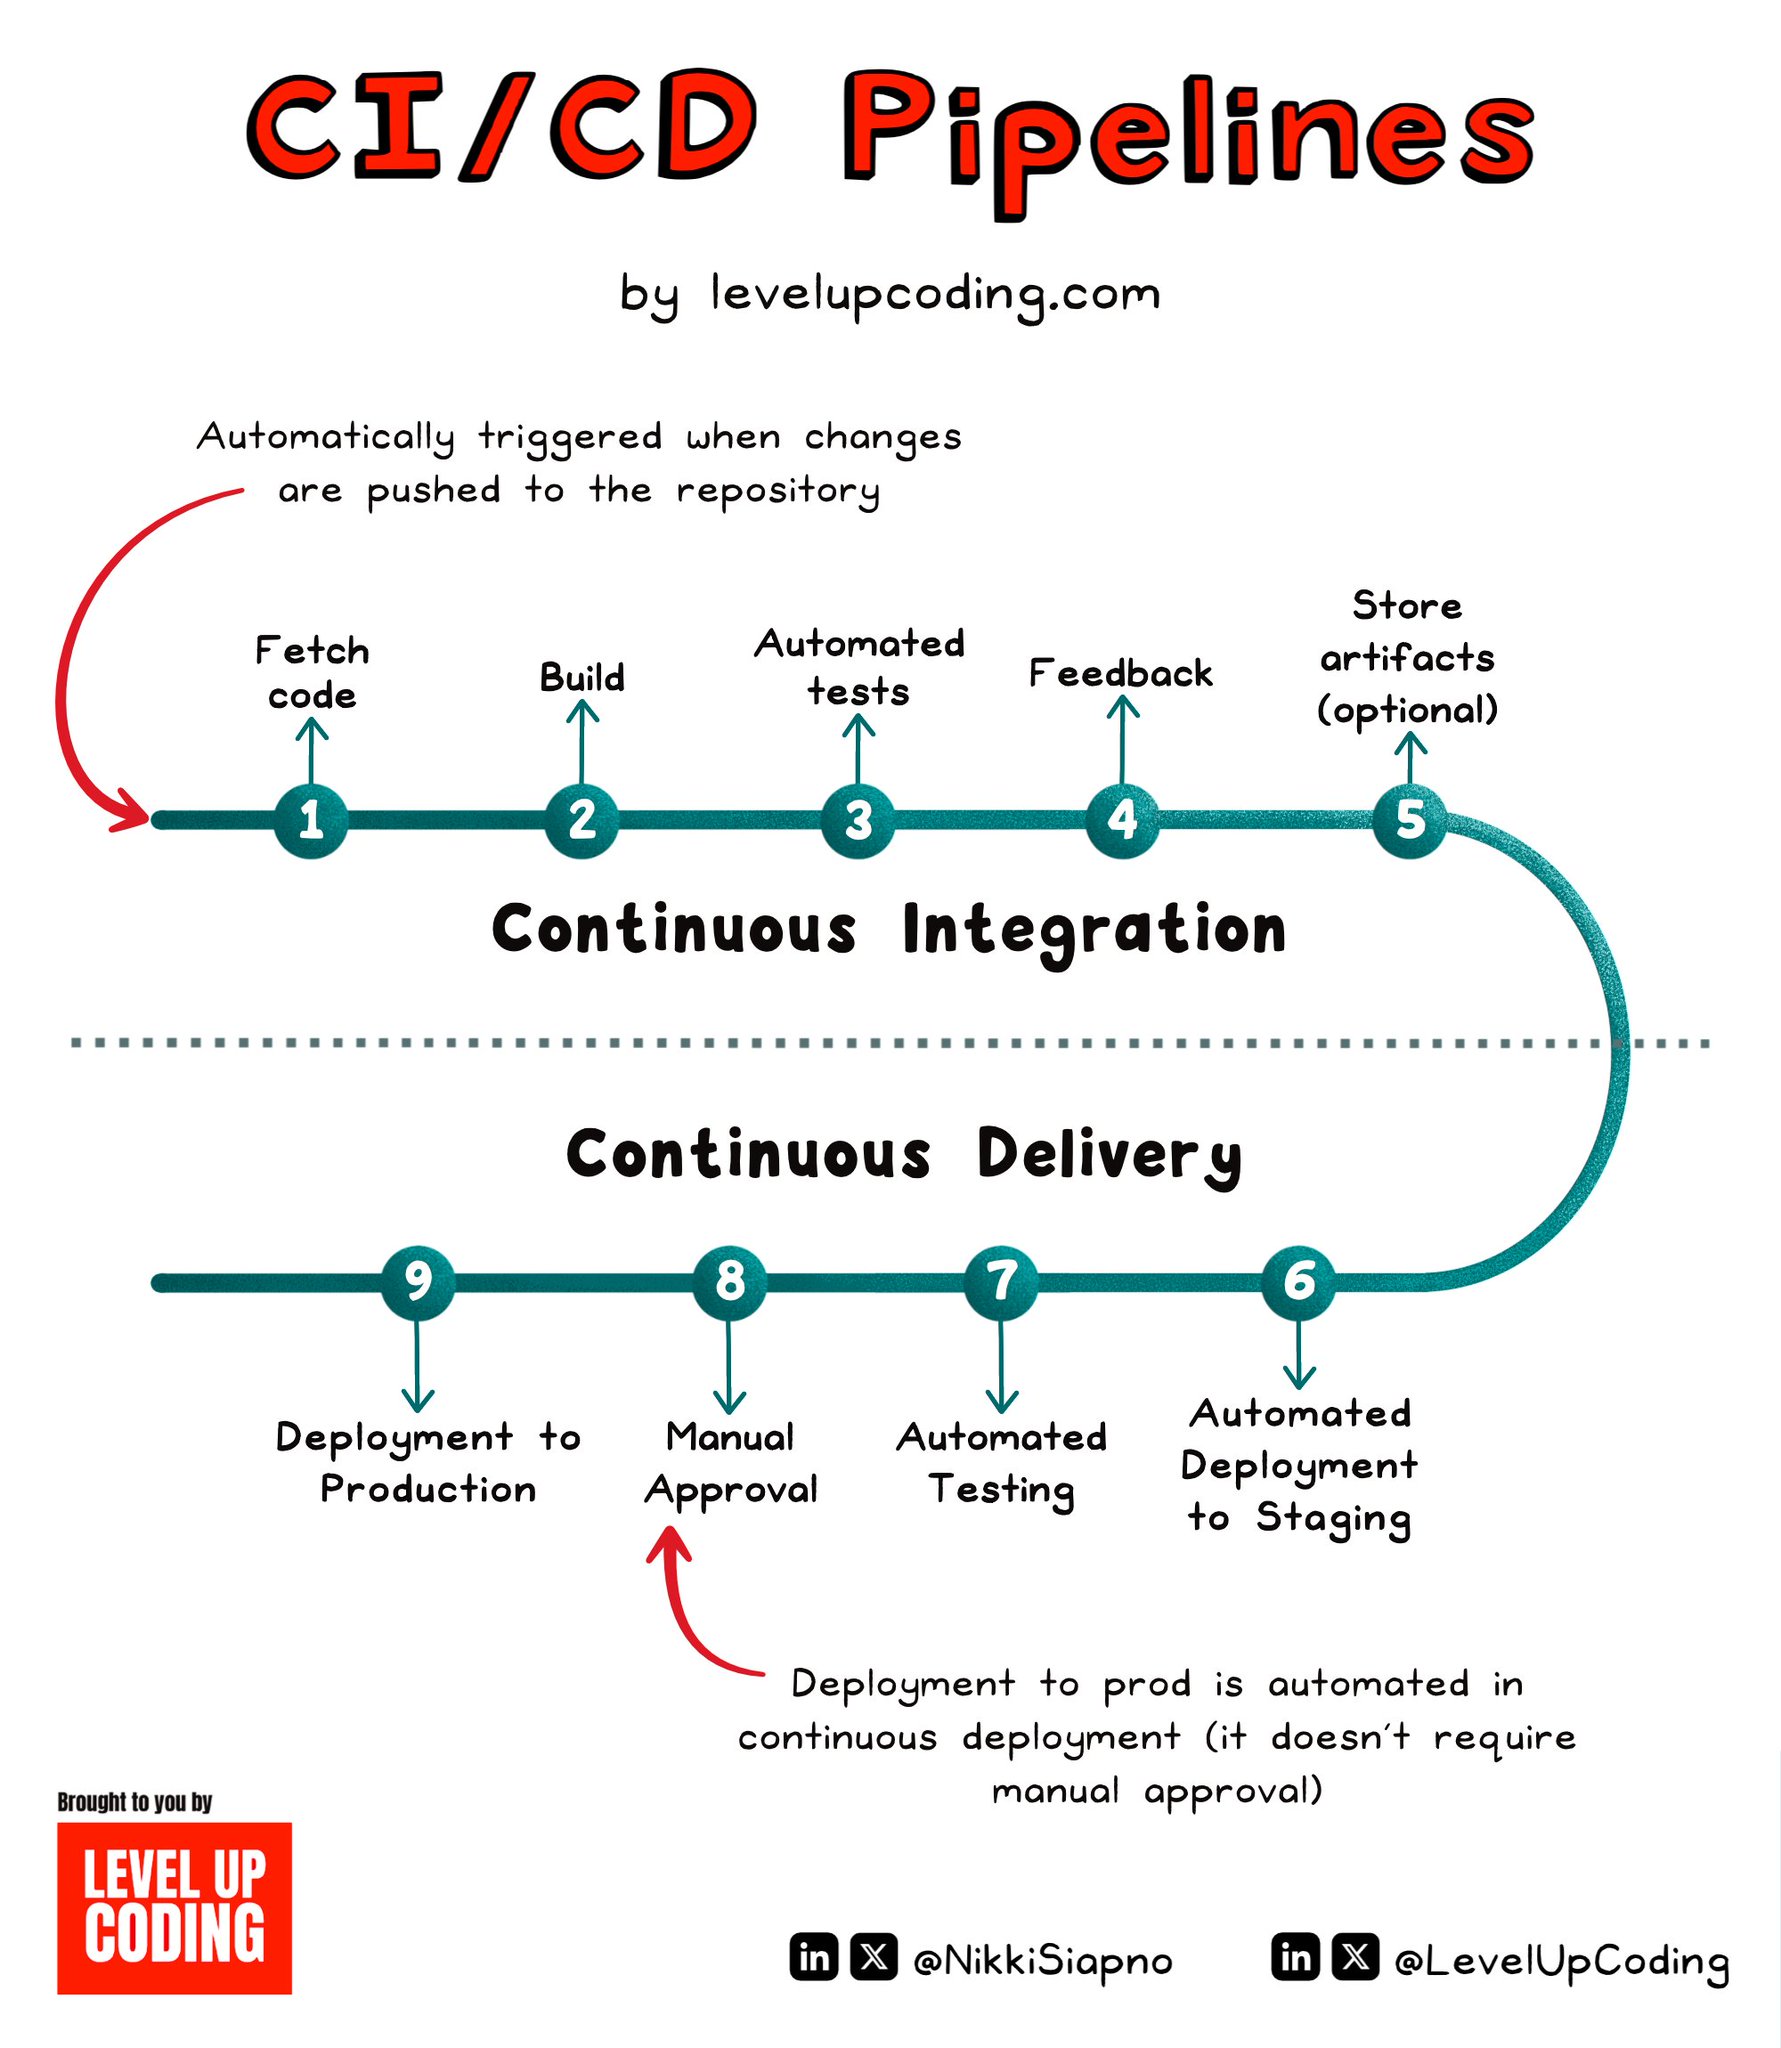 CI/CD Pipelines
by levelupcoding.com
Automatically triggered when changes
are pushed to the repository
Fetch
code
Build
Automated
tests
Feedback
Store
artifacts
(optional)
1
2
3
4
5
Continuous Integration
Continuous Delivery
9
8
7
6
Deployment to
Production
Manual
Approval
Automated
Testing
Automated
Deployment
to Staging
Deployment to prod is automated in
continuous deployment (it doesn't require
manual approval)
Brought to you by
LEVEL UP
CODING
in X @NikkiSiapno
in X @LevelUpCoding